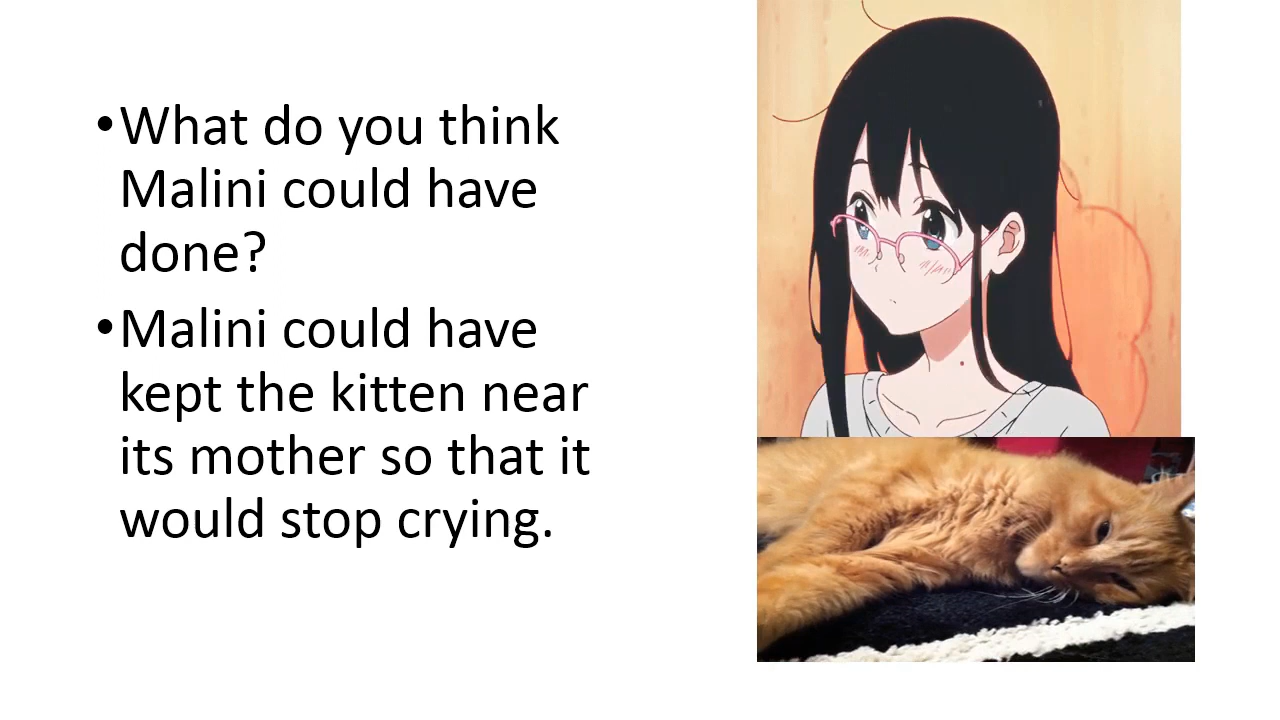 •What do you think
Malini could have
done?
•Malini could have
kept the kitten near
its mother so that it
would stop crying.